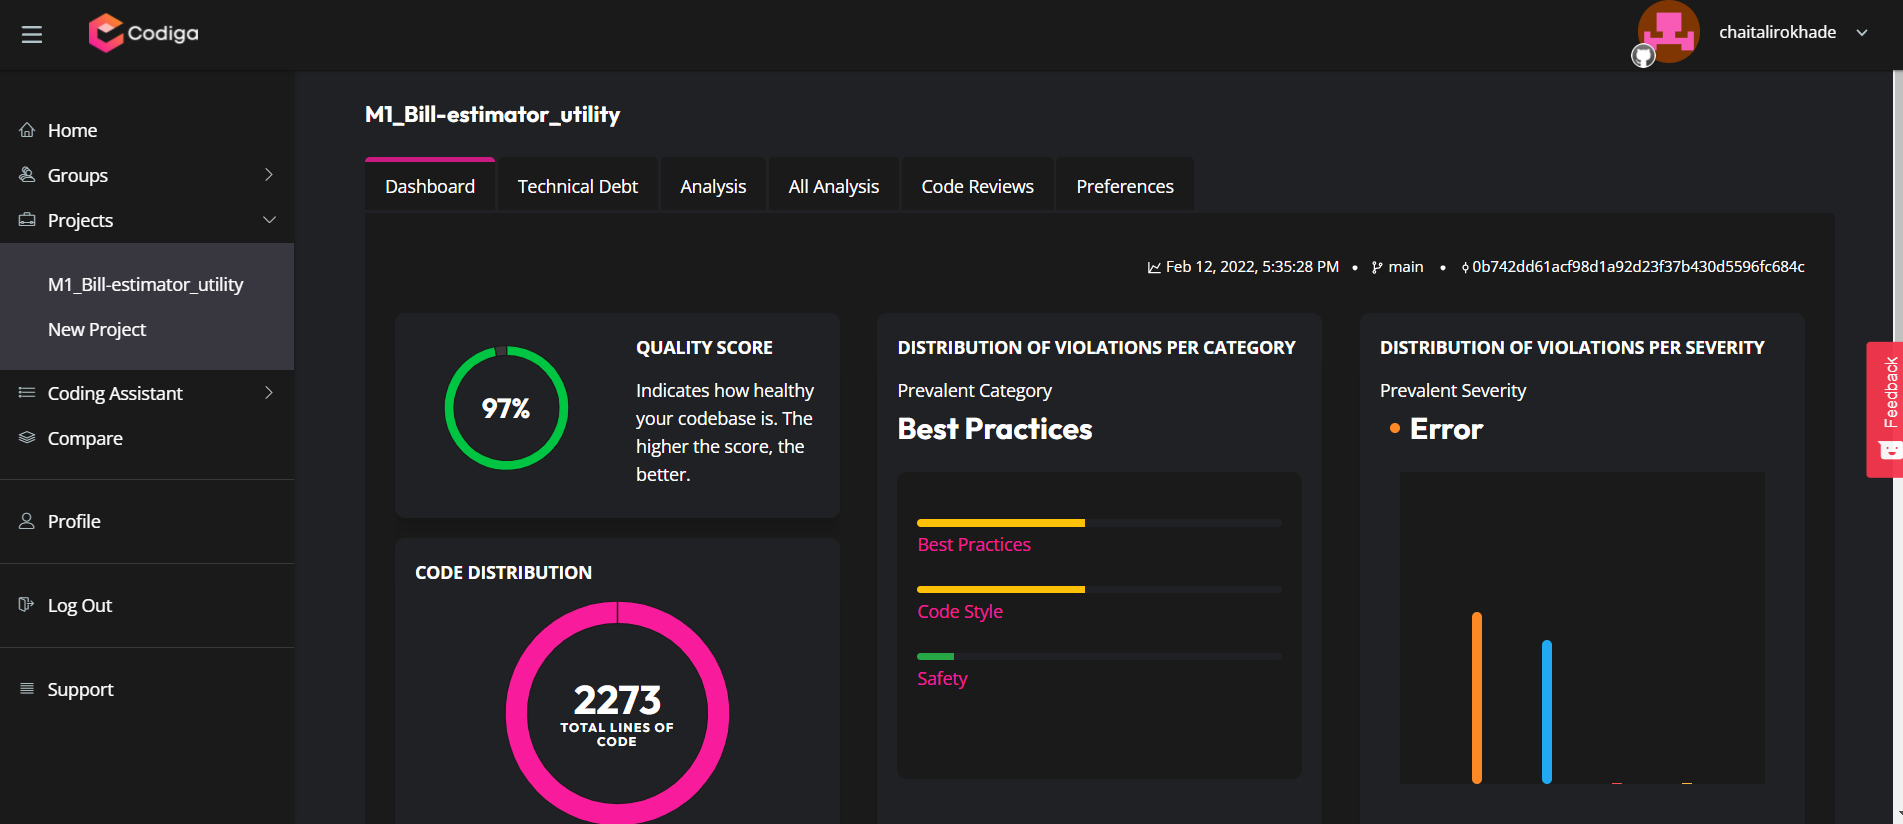 Codiga
chaitalirokhade
Home
Groups
Projects
M1_Bill-estimator_utility
New Project
Coding Assistant
Compare
Profile
Log Out
Support
M1_Bill-estimator_utility
Dashboard
Technical Debt
Analysis
All Analysis
Code Reviews
Preferences
Feb 12, 2022, 5:35:28 PM • main • 0b742dd61acf98d1a92d23f37b430d5596fc684c
97%
QUALITY SCORE
Indicates how healthy
your codebase is. The
higher the score, the
better.
CODE DISTRIBUTION
2273
TOTAL LINES OF
CODE
DISTRIBUTION OF VIOLATIONS PER CATEGORY
Prevalent Category
Best Practices
Best Practices
Code Style
Safety
DISTRIBUTION OF VIOLATIONS PER SEVERITY
Prevalent Severity
Error
Feedback